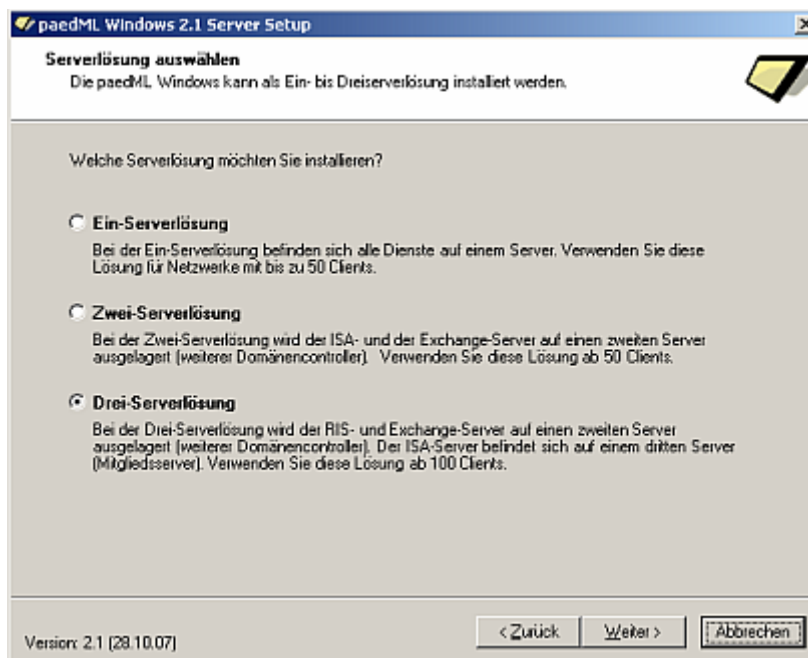 paedML Windows 2.1 Server Setup
Serverlösung auswählen
Die paedML Windows kann als Ein- bis Dreiserverlösung installiert werden.
Welche Serverlösung möchten Sie installieren?
Ein-Serverlösung
Bei der Ein-Serverlösung befinden sich alle Dienste auf einem Server. Verwenden Sie diese
Lösung für Netzwerke mit bis zu 50 Clients.
Zwei-Serverlösung
Bei der Zwei-Serverlösung wird der ISA- und der Exchange-Server auf einen zweiten Server
ausgelagert (weiterer Domänencontroller). Verwenden Sie diese Lösung ab 50 Clients.
Drei-Serverlösung
Bei der Drei-Serverlösung wird der RIS- und Exchange-Server auf einen zweiten Server
ausgelagert (weiterer Domänencontroller). Der ISA-Server befindet sich auf einem dritten Server
(Mitgliedsserver). Verwenden Sie diese Lösung ab 100 Clients.
< Zurück Weiter > Abbrechen
Version: 2.1 (28.10.07)